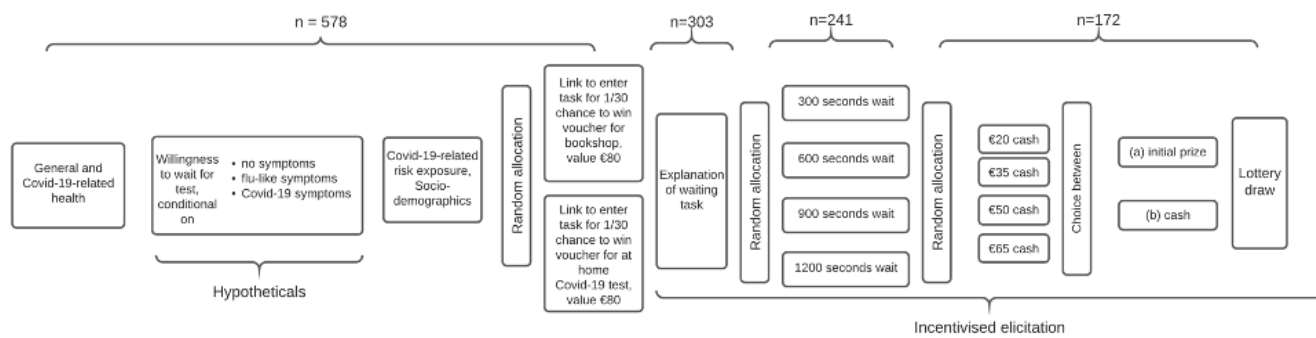 n = 578
n=303
n=241
n=172
General and
Covid-19-related
health
Willingness
to wait for
test,
conditional
on
• no symptoms
• flu-like symptoms
• Covid-19 symptoms
Hypotheticals
Covid-19-related
risk exposure,
Socio-
demographics
Random allocation
Link to enter
task for 1/30
chance to win
voucher for
bookshop,
value €80
Link to enter
task for 1/30
chance to win
voucher for at
home
Covid-19 test,
value €80
Explanation
of waiting
task
Random allocation
300 seconds wait
600 seconds wait
900 seconds wait
1200 seconds wait
Random allocation
€20 cash
€35 cash
€50 cash
€65 cash
Choice between
(a) initial prize
(b) cash
Lottery
draw
Incentivised elicitation